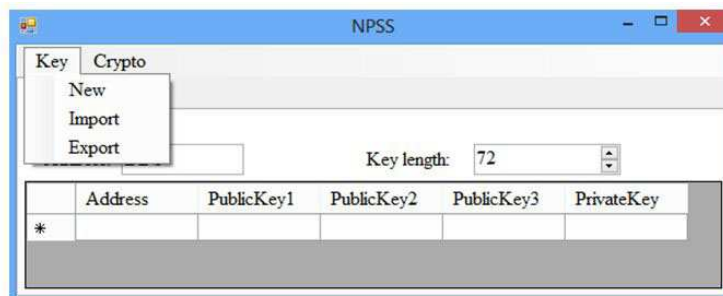 NPSS
Key Crypto
New
Import
Export
Key length: 72
Address PublicKey1 PublicKey2 PublicKey3 PrivateKey
*